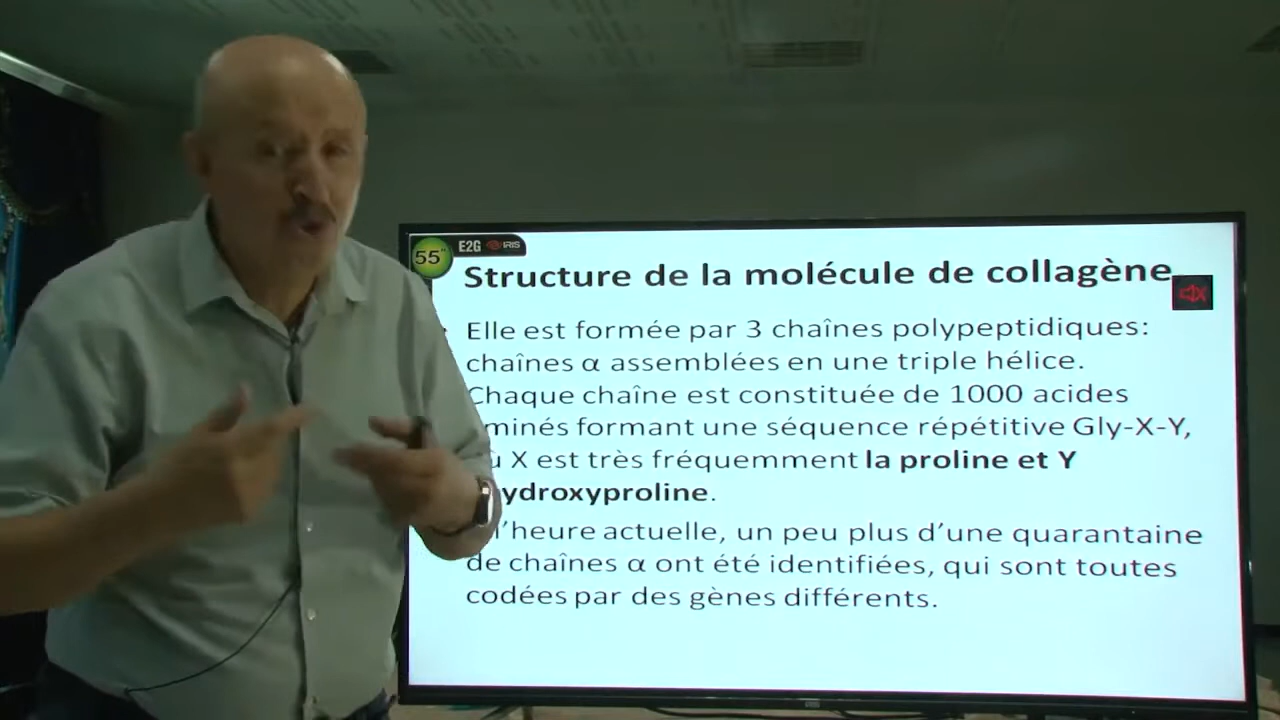 55"
E2G IRIS
Structure de la molécule de collagène
Elle est formée par 3 chaînes polypeptidiques:
chaînes α assemblées en une triple hélice.
Chaque chaîne est constituée de 1000 acides
minés formant une séquence répétitive Gly-X-Y,
X est très fréquemment la proline et Y
ydroxyproline.
l'heure actuelle, un peu plus d'une quarantaine
de chaînes α ont été identifiées, qui sont toutes
codées par des gènes différents.